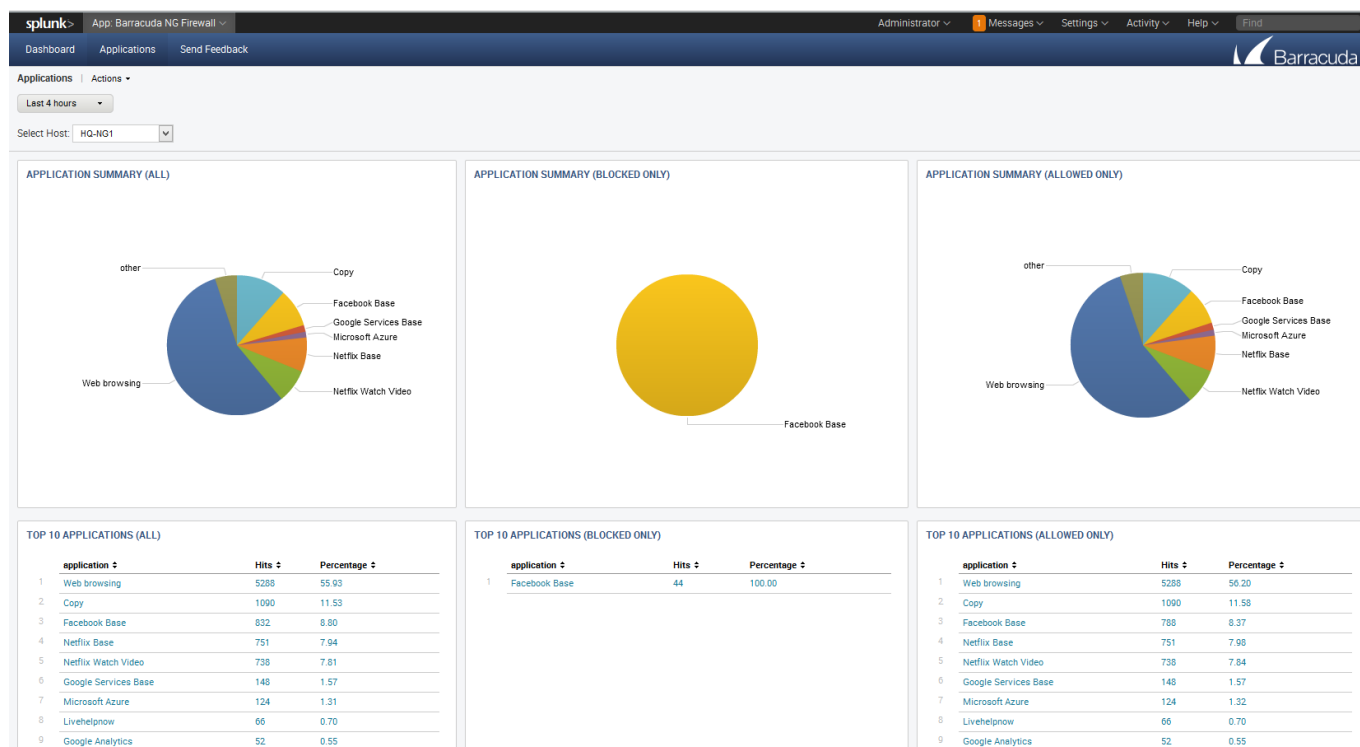 splunk> App: Barracuda NG Firewall Administrator 1 Messages Settings Activity Help Find
Dashboard Applications Send Feedback Barracuda
Applications | Actions
Last 4 hours
Select Host: HQ-NG1
APPLICATION SUMMARY (ALL)
other
Copy
Facebook Base
Google Services Base
Microsoft Azure
Netflix Base
Web browsing
Netflix Watch Video
APPLICATION SUMMARY (BLOCKED ONLY)
Facebook Base
APPLICATION SUMMARY (ALLOWED ONLY)
other
Copy
Facebook Base
Google Services Base
Microsoft Azure
Netflix Base
Web browsing
Netflix Watch Video
TOP 10 APPLICATIONS (ALL)
application Hits Percentage
1 Web browsing 5288 55.93
2 Copy 1090 11.53
3 Facebook Base 832 8.80
4 Netflix Base 751 7.94
5 Netflix Watch Video 738 7.81
6 Google Services Base 148 1.57
7 Microsoft Azure 124 1.31
8 Livehelpnow 66 0.70
9 Google Analytics 52 0.55
TOP 10 APPLICATIONS (BLOCKED ONLY)
application Hits Percentage
1 Facebook Base 44 100.00
TOP 10 APPLICATIONS (ALLOWED ONLY)
application Hits Percentage
1 Web browsing 5288 56.20
2 Copy 1090 11.58
3 Facebook Base 788 8.37
4 Netflix Base 751 7.98
5 Netflix Watch Video 738 7.84
6 Google Services Base 148 1.57
7 Microsoft Azure 124 1.32
8 Livehelpnow 66 0.70
9 Google Analytics 52 0.55